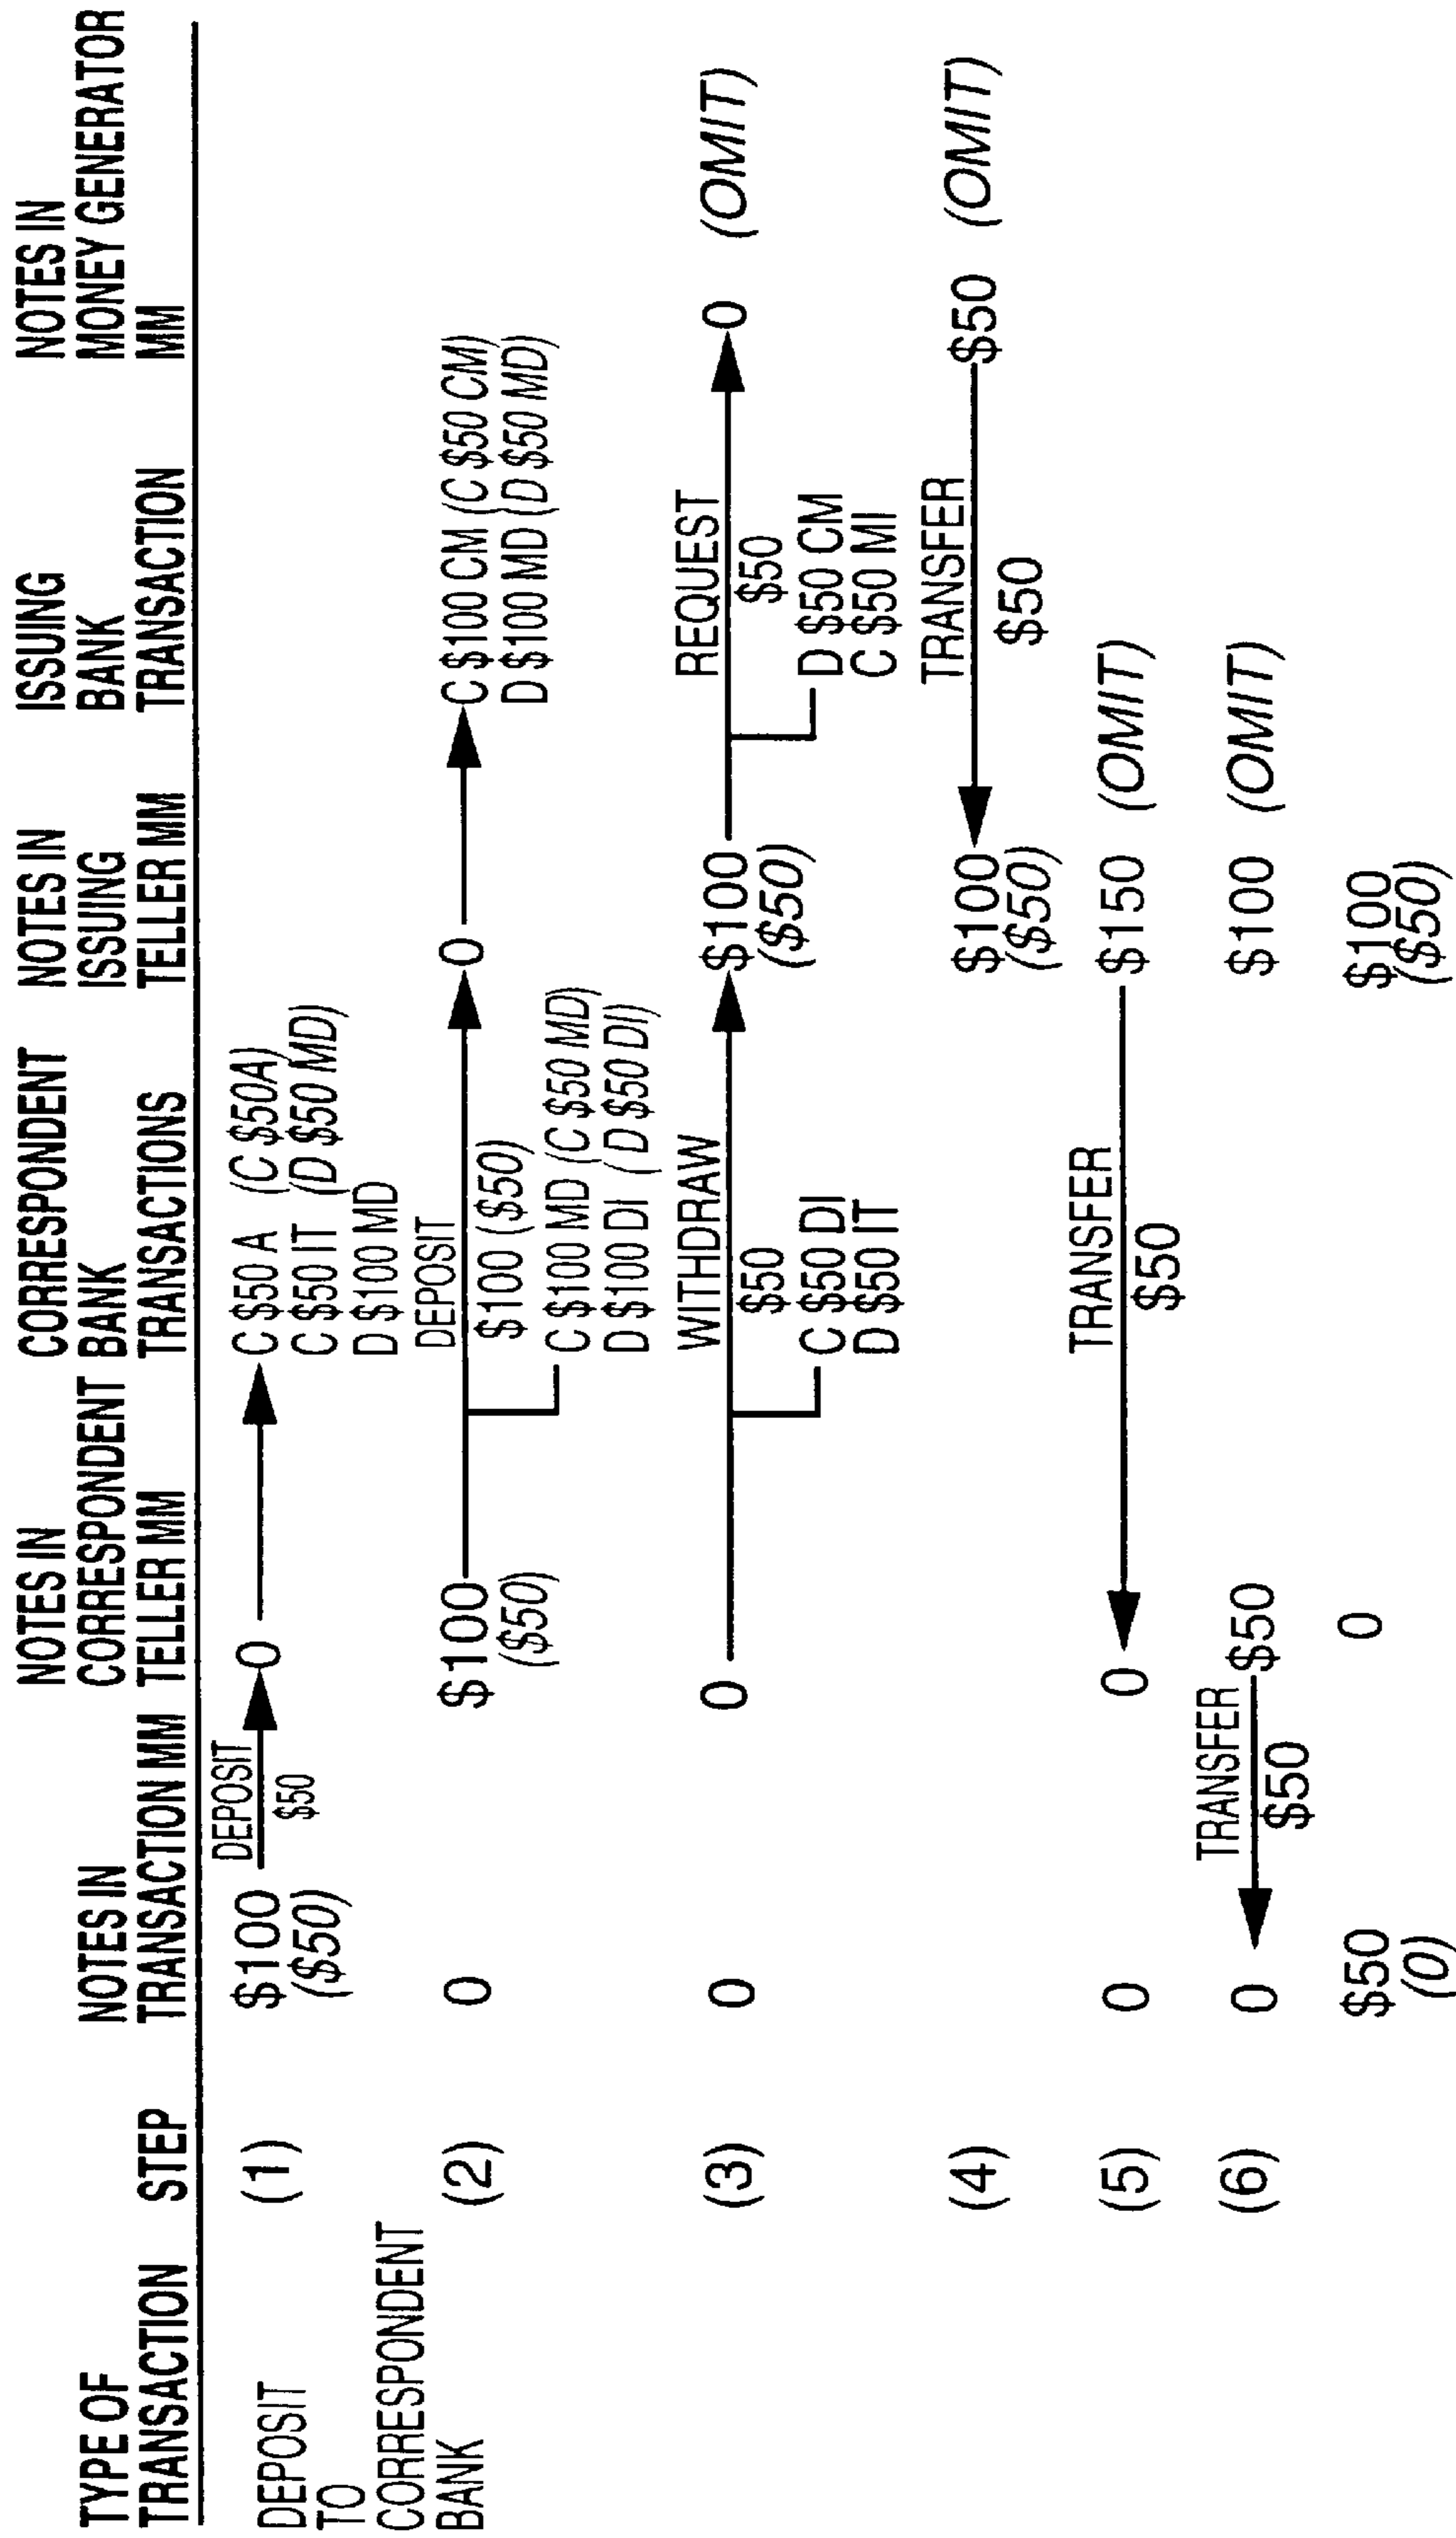 TYPE OF
TRANSACTION
STEP
NOTES IN
TRANSACTION MM
NOTES IN
CORRESPONDENT
TELLER MM
CORRESPONDENT
BANK
TRANSACTIONS
NOTES IN
ISSUING
TELLER MM
ISSUING
BANK
TRANSACTION
NOTES IN
MONEY GENERATOR
MM
DEPOSIT
TO
CORRESPONDENT
BANK
(1)
$100
($50)
DEPOSIT
$50
0
C $50 A (C $50A)
C $50 IT (D $50 MD)
D $100 MD
(2)
0
$100
($50)
DEPOSIT
$100 ($50)
C $100 MD (C $50 MD)
D $100 DI (D $50 DI)
0
C $100 CM (C $50 CM)
D $100 MD (D $50 MD)
(3)
0
0
WITHDRAW
$50
C $50 DI
D $50 IT
$100
($50)
REQUEST
$50
D $50 CM
C $50 MI
0 (OMIT)
(4)
$100
($50)
TRANSFER
$50
$50 (OMIT)
(5)
0
0
TRANSFER
$50
$150 (OMIT)
(6)
0
TRANSFER
$50
$50
$100 (OMIT)
$50
(0)
0
$100
($50)